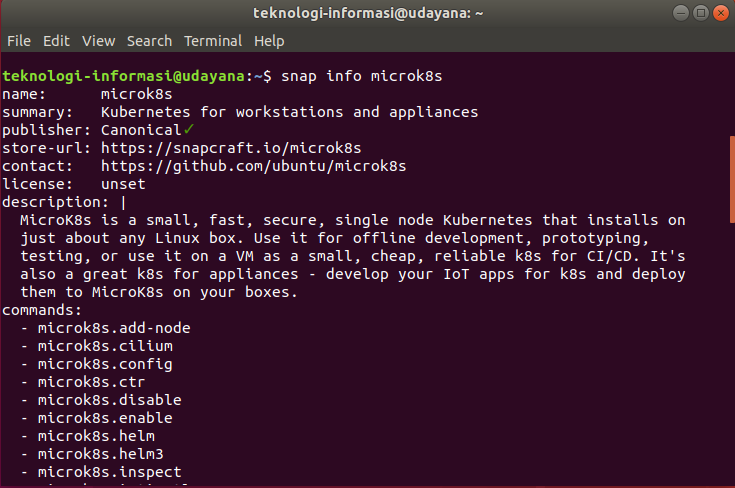 teknologi-informasi@udayana: ~
File Edit View Search Terminal Help
teknologi-informasi@udayana:~$ snap info microk8s
name:      microk8s
summary:   Kubernetes for workstations and appliances
publisher: Canonical✓
store-url: https://snapcraft.io/microk8s
contact:   https://github.com/ubuntu/microk8s
license:   unset
description: |
  MicroK8s is a small, fast, secure, single node Kubernetes that installs on
  just about any Linux box. Use it for offline development, prototyping,
  testing, or use it on a VM as a small, cheap, reliable k8s for CI/CD. It's
  also a great k8s for appliances - develop your IoT apps for k8s and deploy
  them to MicroK8s on your boxes.
commands:
  - microk8s.add-node
  - microk8s.cilium
  - microk8s.config
  - microk8s.ctr
  - microk8s.disable
  - microk8s.enable
  - microk8s.helm
  - microk8s.helm3
  - microk8s.inspect